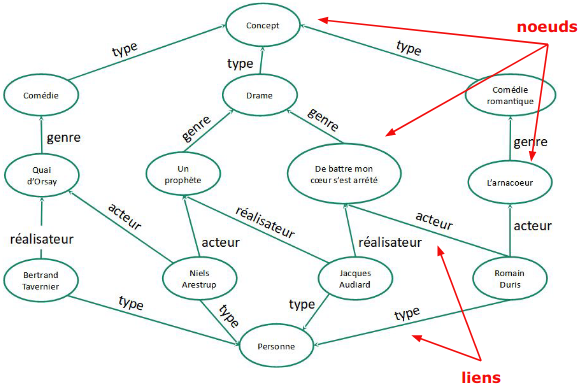 noeuds
Concept
type
type
type
Comédie
Drame
Comédie
romantique
genre
genre
genre
genre
Quai
d'Orsay
Un
prophète
De battre mon
cœur s'est arrêté
L'arnacoeur
acteur
réalisateur
acteur
réalisateur
acteur
réalisateur
acteur
Bertrand
Tavernier
Niels
Arestrup
Jacques
Audiard
Romain
Duris
type
type
type
type
Personne
liens